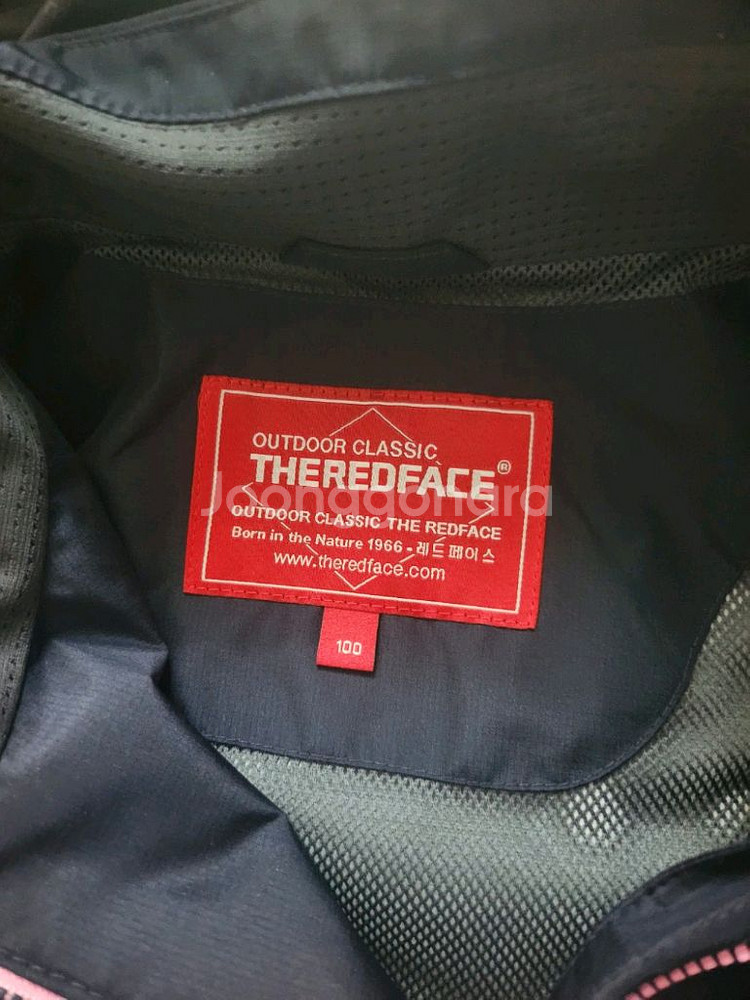 OUTDOOR CLASSIC
THEREDFACE®
Joonggonara
OUTDOOR CLASSIC THE REDFACE
Born in the Nature 1966 - 레드페이스
www.theredface.com
100